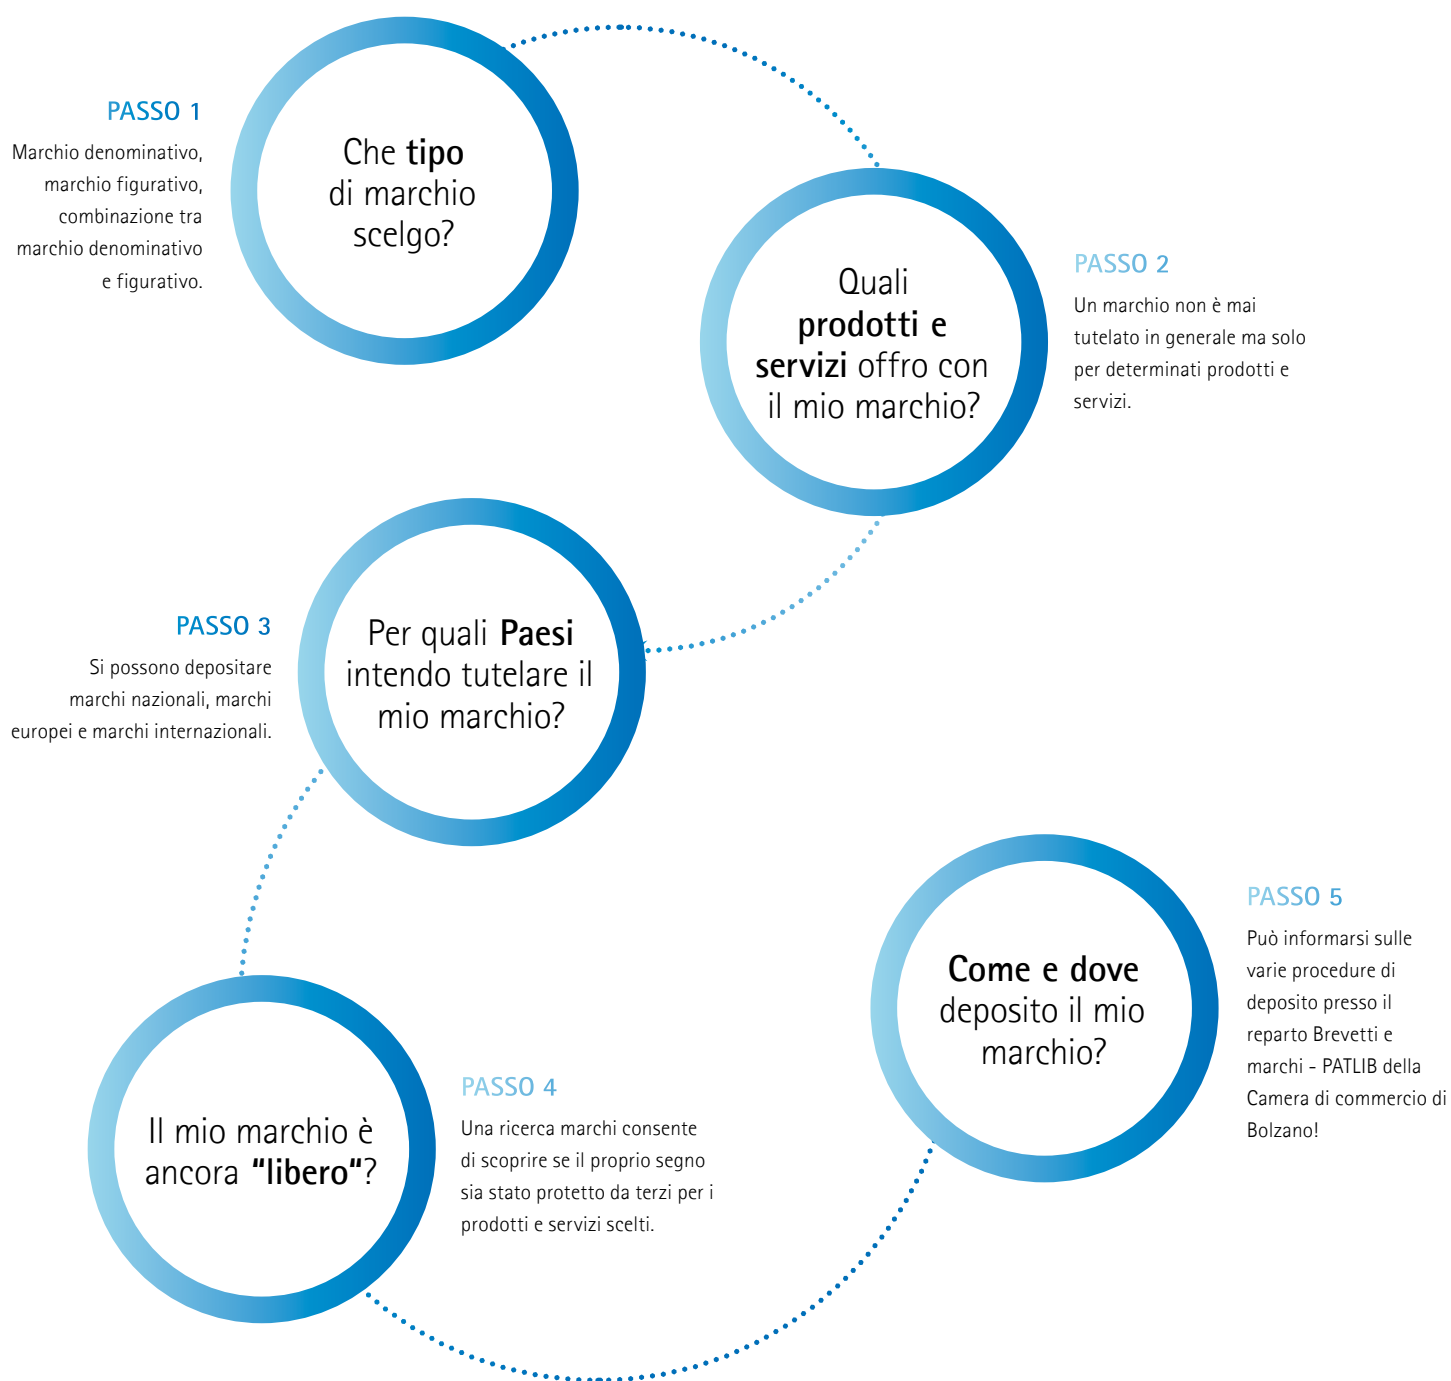 PASSO 1
Marchio denominativo,
marchio figurativo,
combinazione tra
marchio denominativo
e figurativo.
Che tipo
di marchio
scelgo?
Quali
prodotti e
servizi offro con
il mio marchio?
PASSO 2
Un marchio non è mai
tutelato in generale ma solo
per determinati prodotti e
servizi.
PASSO 3
Si possono depositare
marchi nazionali, marchi
europei e marchi internazionali.
Per quali Paesi
intendo tutelare il
mio marchio?
Il mio marchio è
ancora "libero"?
PASSO 4
Una ricerca marchi consente
di scoprire se il proprio segno
sia stato protetto da terzi per i
prodotti e servizi scelti.
Come e dove
deposito il mio
marchio?
PASSO 5
Può informarsi sulle
varie procedure di
deposito presso il
reparto Brevetti e
marchi - PATLIB della
Camera di commercio di
Bolzano!